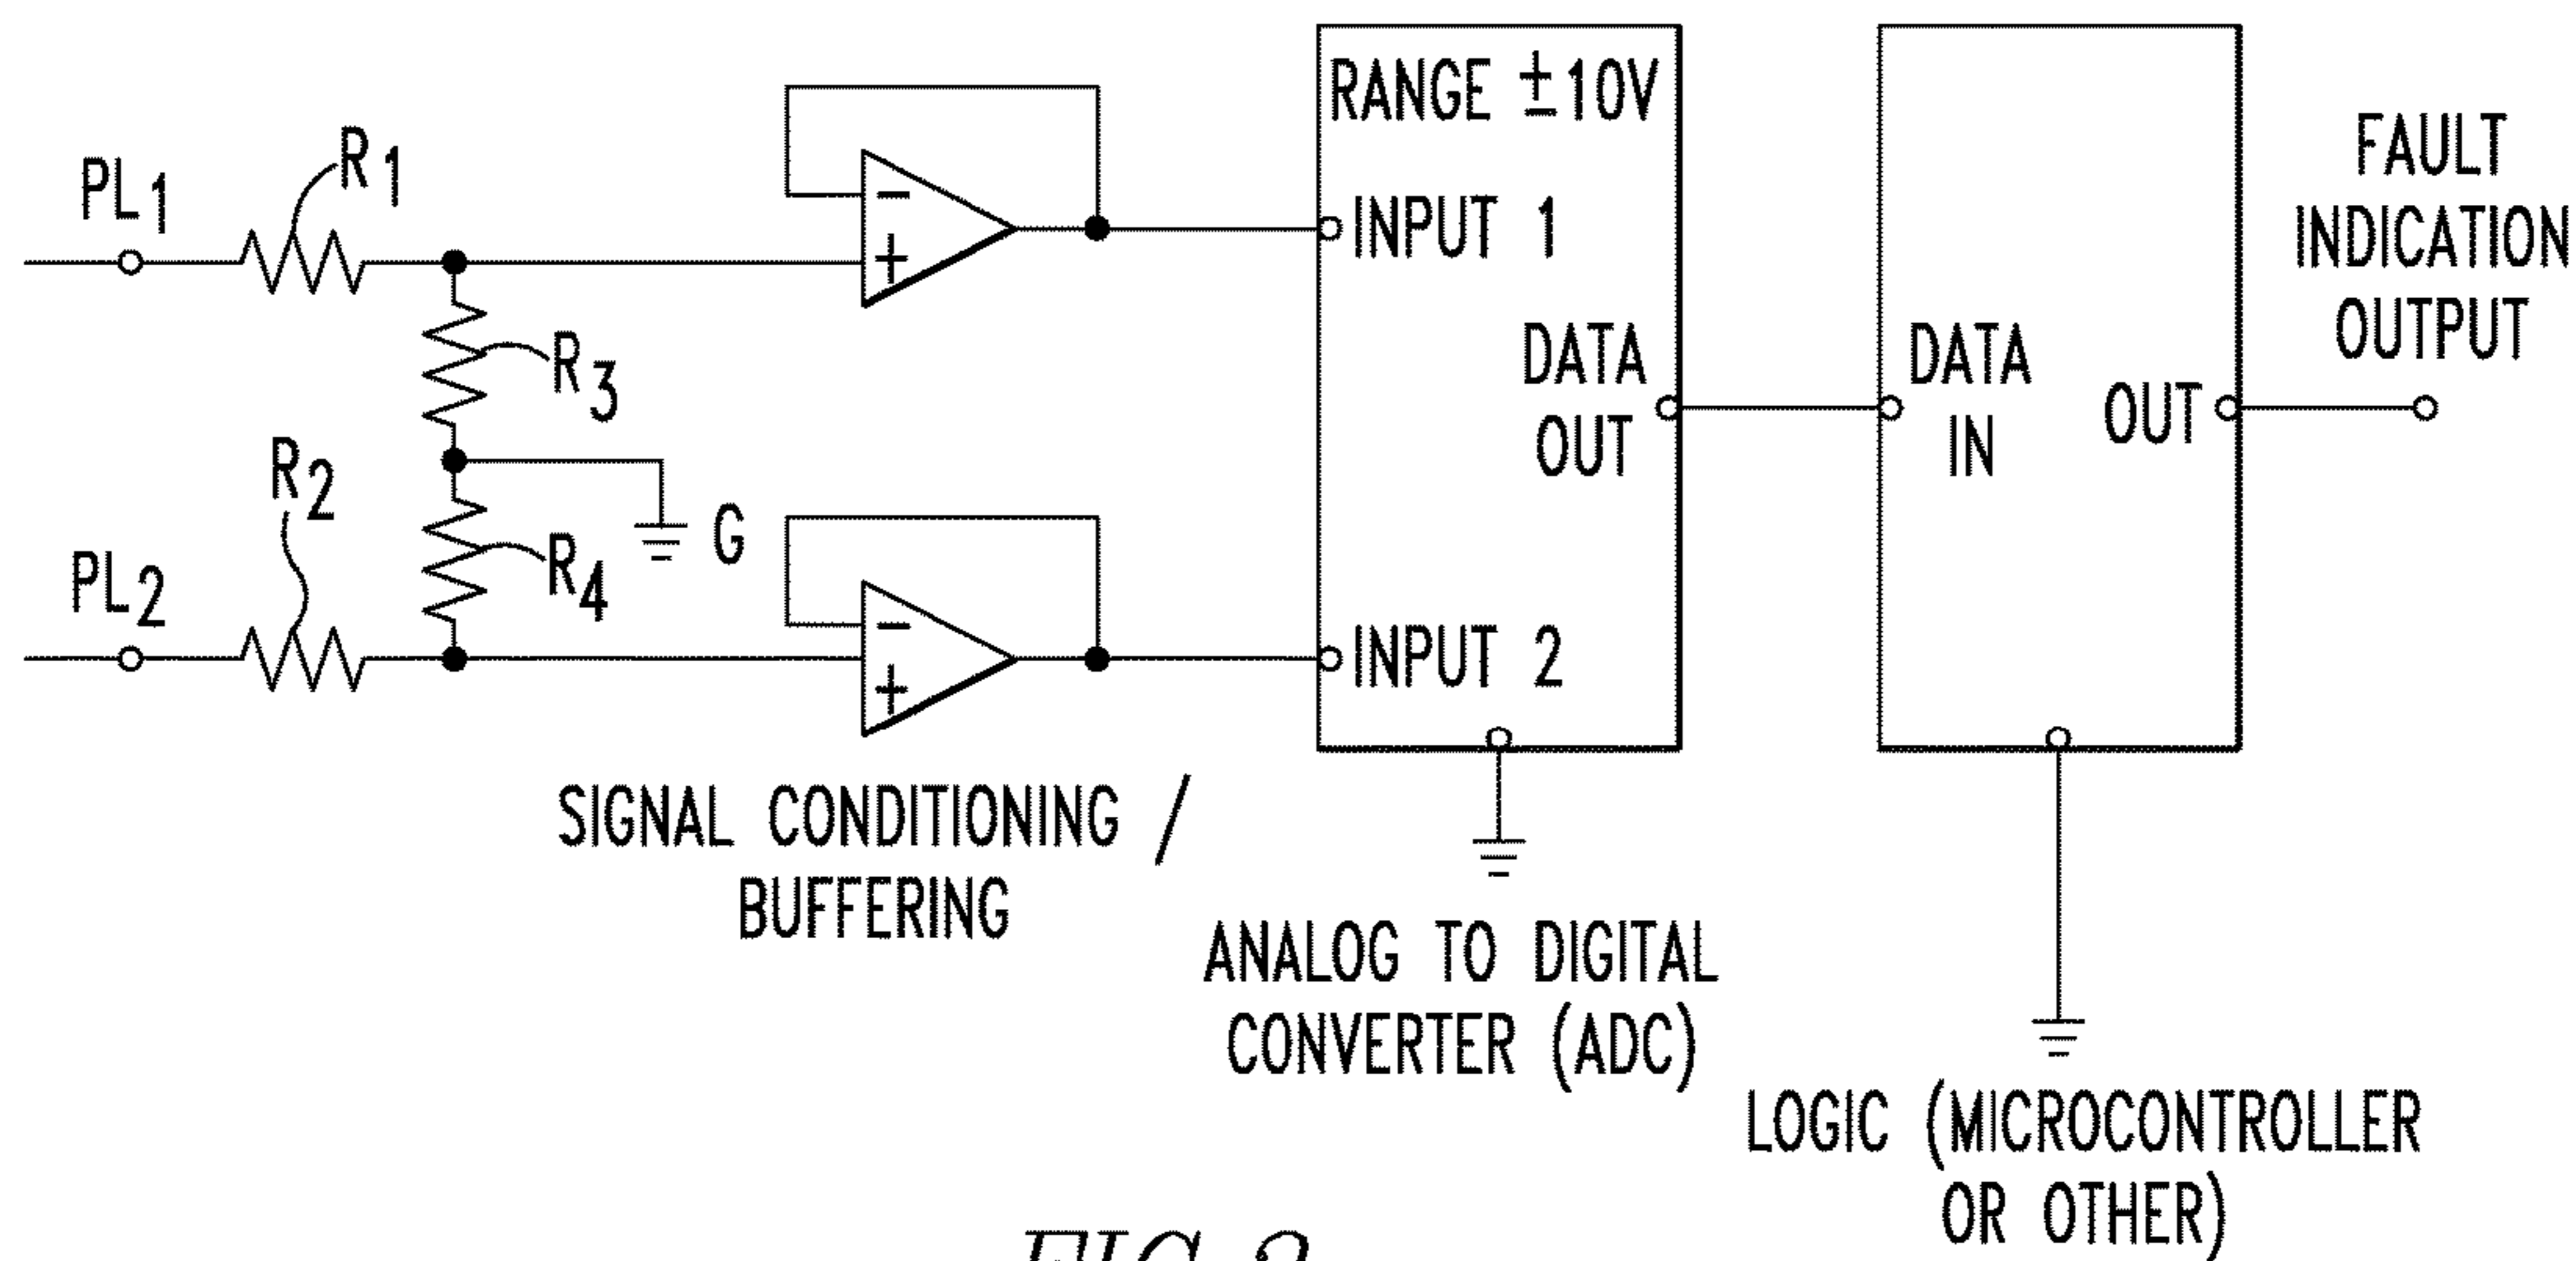 PL1
R1
R3
R2
PL2
R4
G
-
+
-
+
SIGNAL CONDITIONING /
BUFFERING
RANGE ±10V
INPUT 1
DATA
OUT
INPUT 2
ANALOG TO DIGITAL
CONVERTER (ADC)
DATA
IN
OUT
LOGIC (MICROCONTROLLER
OR OTHER)
FAULT
INDICATION
OUTPUT